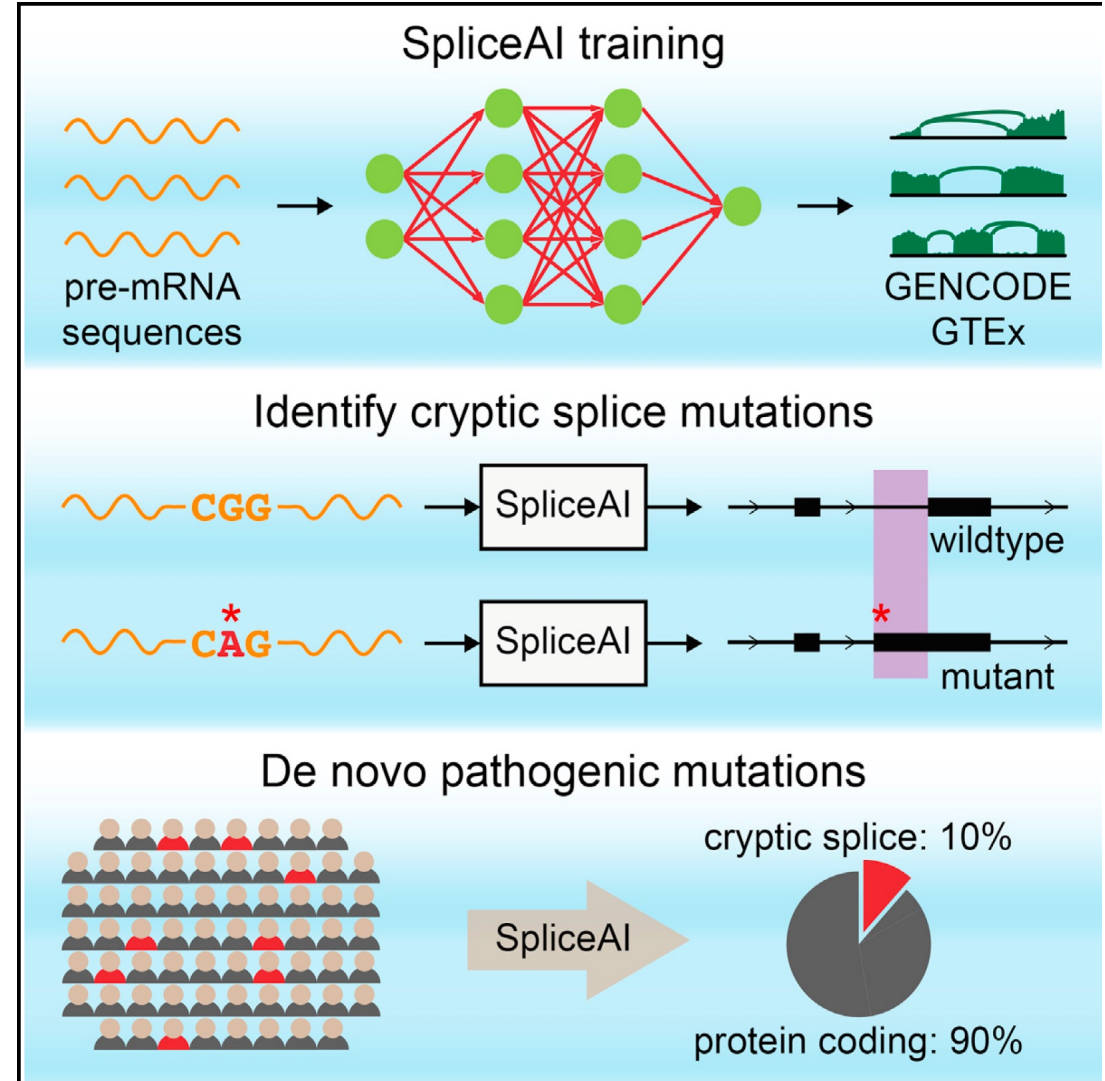 SpliceAI training
pre-mRNA
sequences
GENCODE
GTEx
Identify cryptic splice mutations
CGG
SpliceAI
wildtype
*
*
CAG
SpliceAI
mutant
De novo pathogenic mutations
cryptic splice: 10%
SpliceAI
protein coding: 90%